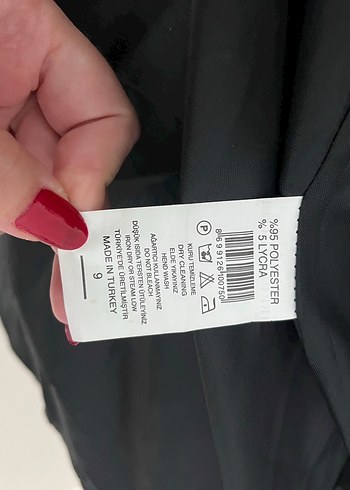 %95 POLYESTER
% 5 LYCRA
KURU TEMİZLEME
DRY CLEANING
ELDE YIKAYINIZ
HEND WASH
AĞARTICI KULLANMAYINIZ
DO NOT BLEACH
DÜŞÜK ISIDA TERSTEN ÜTÜLEYİNİZ
IRON DRY OR STEAM LOW
TÜRKİYE'DE ÜRETİLMİŞTİR
MADE IN TURKEY
9
P